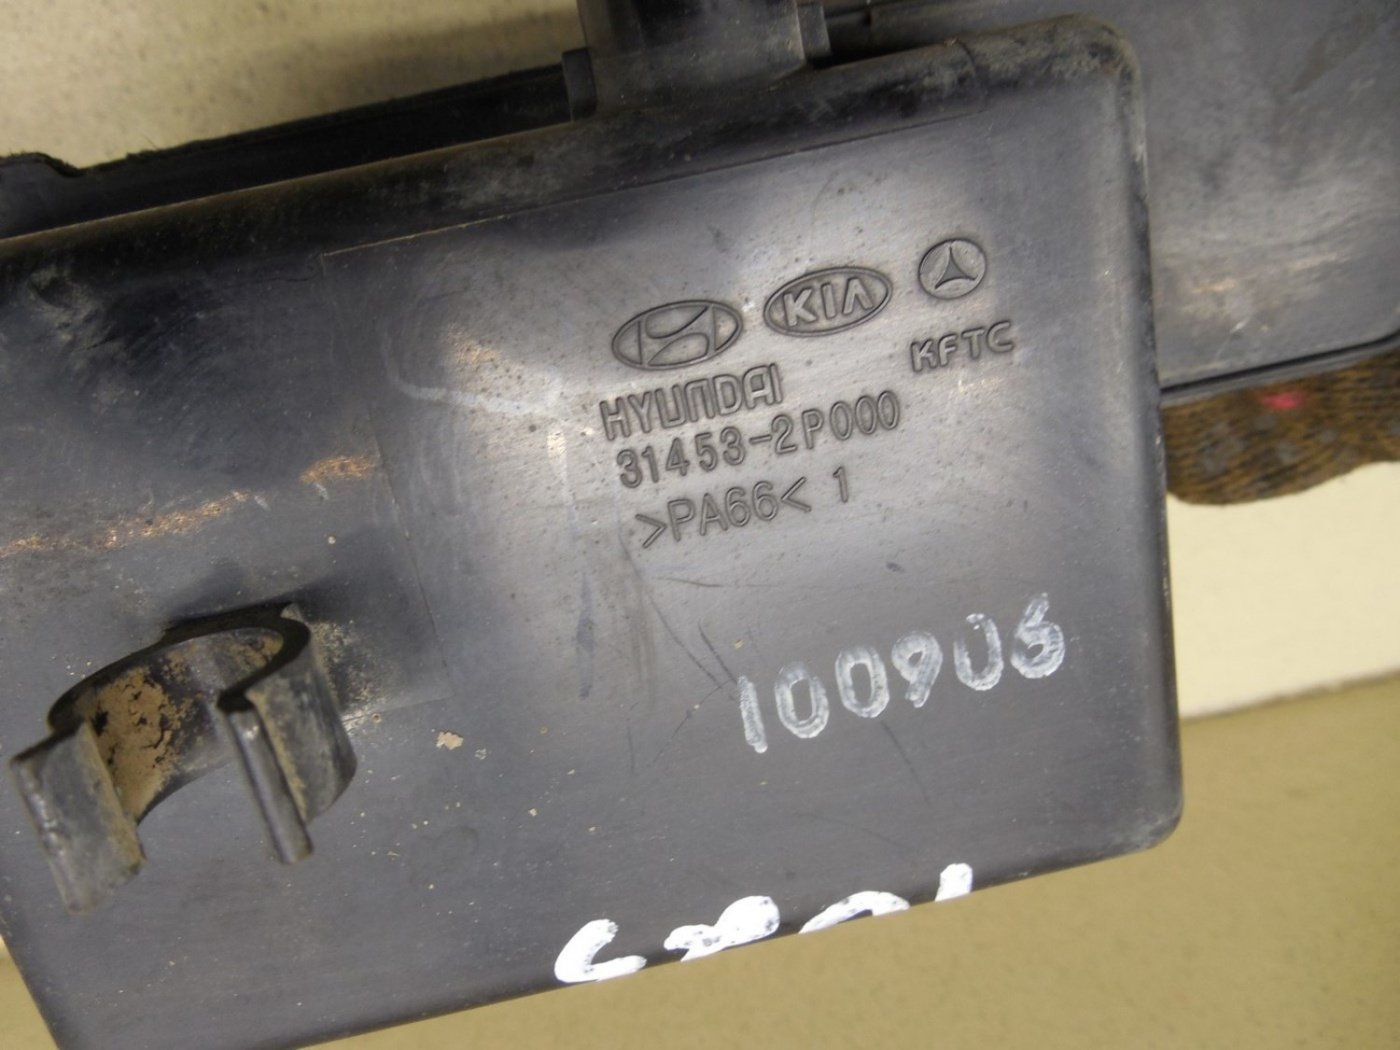 KIA
KFTC
HYUNDAI
31453-2P000
>PA66< 1
100906